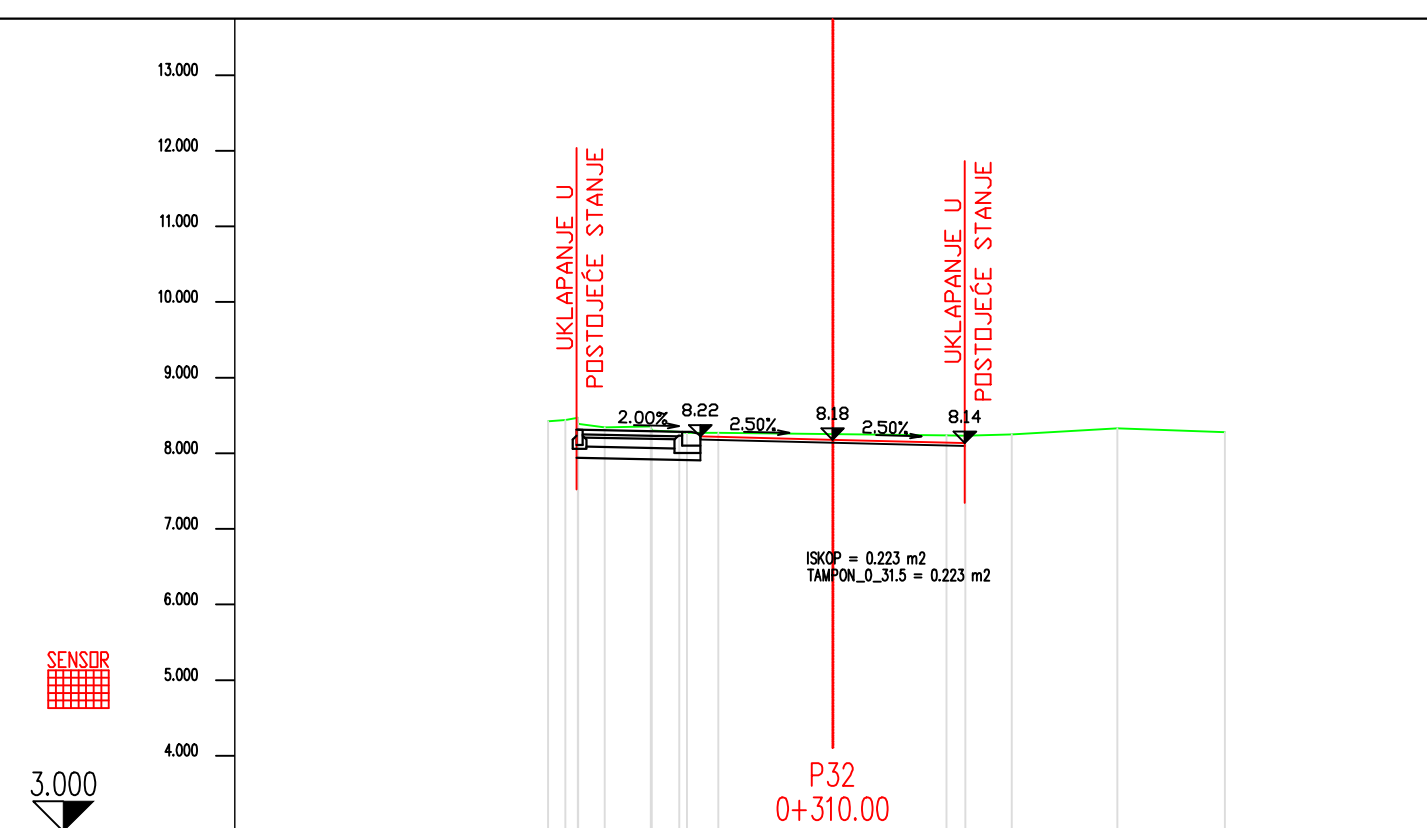 13.000
12.000
11.000
10.000
9.000
8.000
7.000
6.000
5.000
4.000
UKLAPANJE U
POSTOJEĆE STANJE
UKLAPANJE U
POSTOJEĆE STANJE
2.00%
8.22
2.50%
8.18
2.50%
8.14
ISKOP = 0.223 m2
TAMPON_0_31.5 = 0.223 m2
SENSOR
3.000
P32
0+310.00